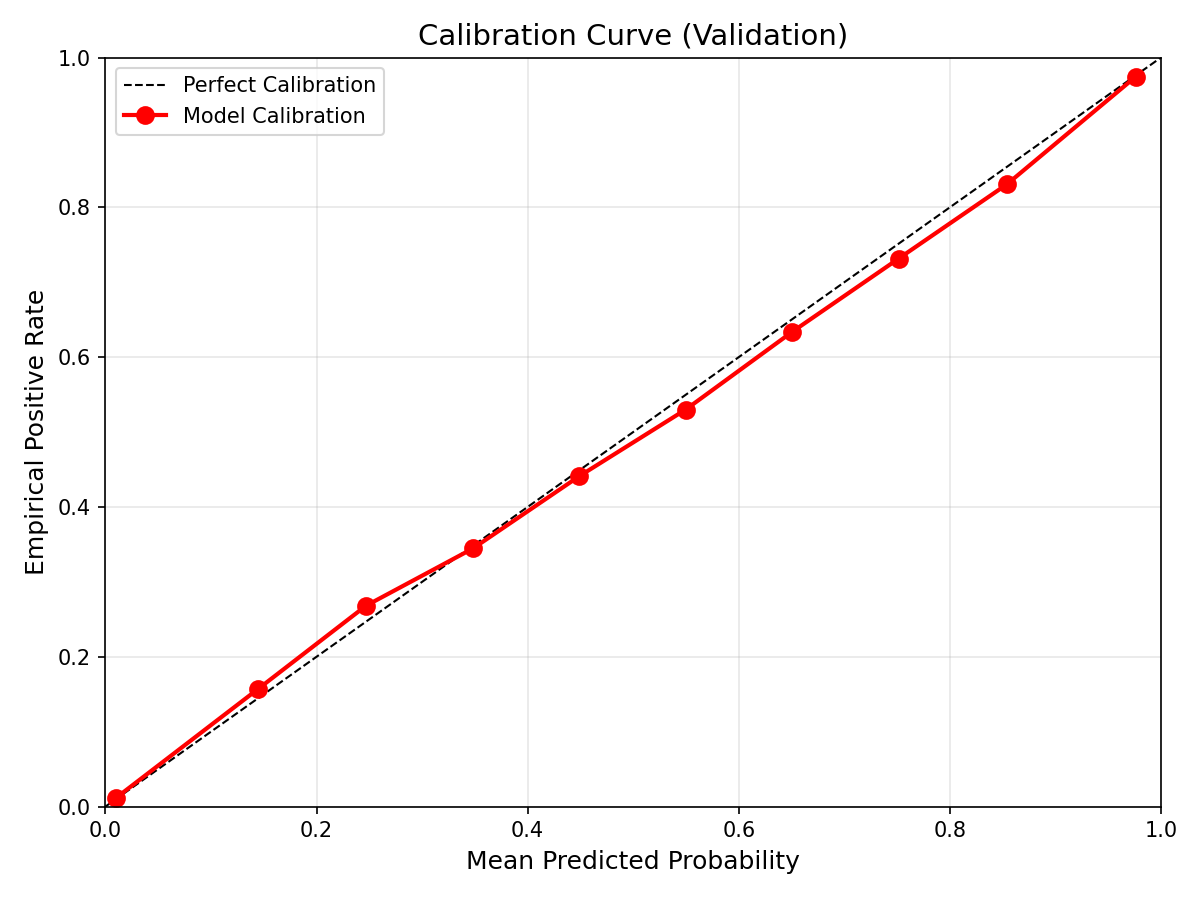 Calibration Curve (Validation)
Perfect Calibration
Model Calibration
1.0
0.8
0.6
0.4
0.2
0.0
Empirical Positive Rate
0.0 0.2 0.4 0.6 0.8 1.0
Mean Predicted Probability